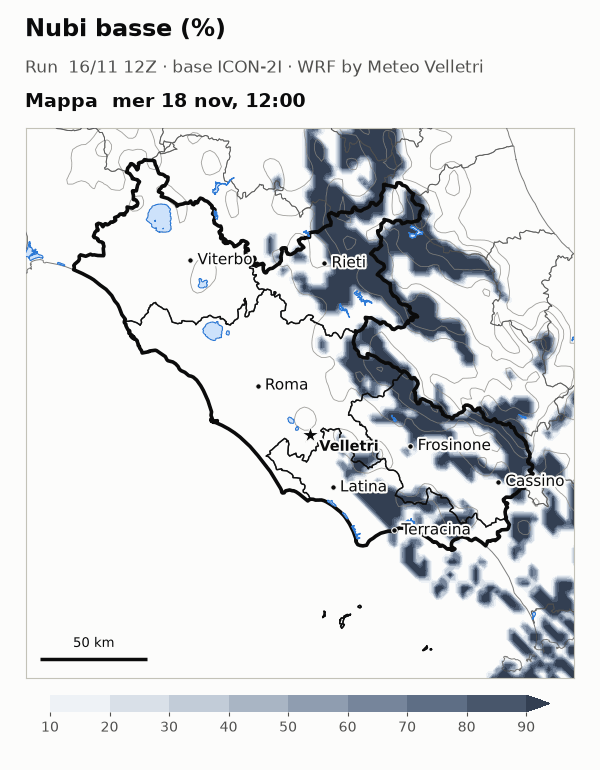 Nubi basse (%)
Run 16/11 12Z · base ICON-2I · WRF by Meteo Velletri
Mappa mer 18 nov, 12:00
Viterbo
Rieti
Roma
Velletri
Frosinone
Latina
Cassino
Terracina
50 km
10 20 30 40 50 60 70 80 90